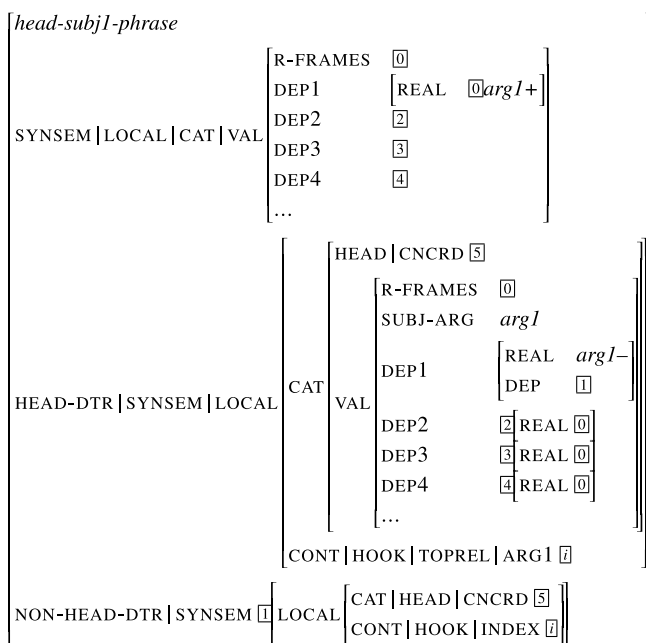 head-subj1-phrase
R-FRAMES 0
DEP1 REAL 0 arg1+
DEP2 2
SYNSEM|LOCAL|CAT|VAL
DEP3 3
DEP4 4
…
HEAD|CNCRD 5
R-FRAMES 0
SUBJ-ARG arg1
REAL arg1–
DEP1
DEP 1
HEAD-DTR|SYNSEM|LOCAL CAT VAL
DEP2 2 REAL 0
DEP3 3 REAL 0
DEP4 4 REAL 0
…
CONT|HOOK|TOPREL|ARG1 i
CAT|HEAD|CNCRD 5
NON-HEAD-DTR|SYNSEM 1 LOCAL
CONT|HOOK|INDEX i